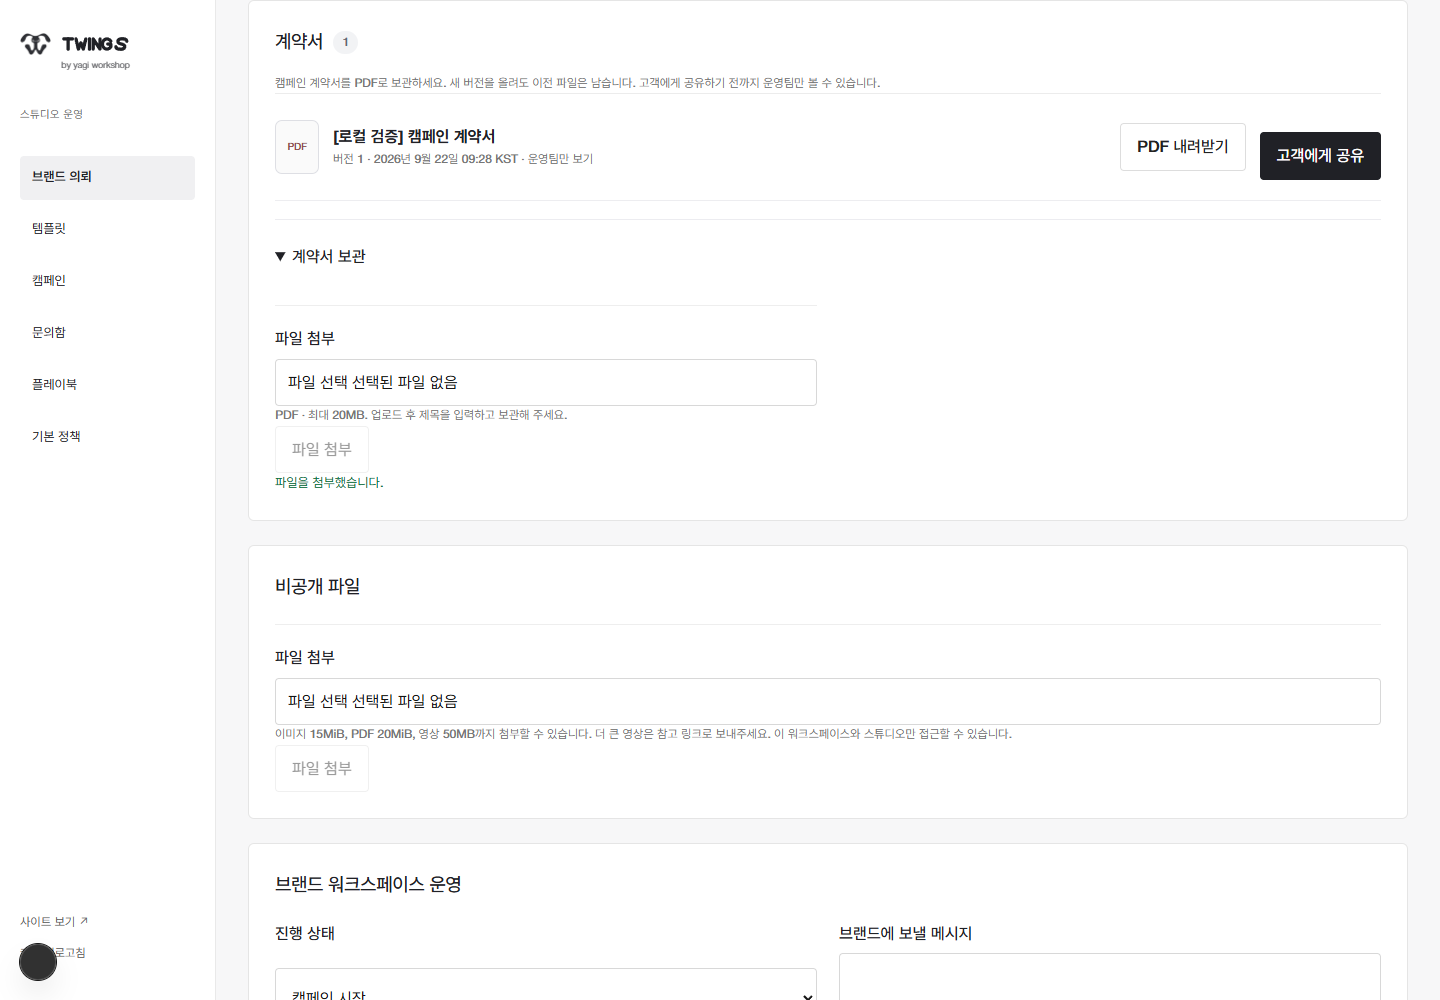 TWINGS
by yagi workshop
스튜디오 운영
브랜드 의뢰
템플릿
캠페인
문의함
플레이북
기본 정책
사이트 보기 ↗
로고침
계약서 1
캠페인 계약서를 PDF로 보관하세요. 새 버전을 올려도 이전 파일은 남습니다. 고객에게 공유하기 전까지 운영팀만 볼 수 있습니다.
PDF
[로컬 검증] 캠페인 계약서
버전 1 · 2026년 9월 22일 09:28 KST · 운영팀만 보기
PDF 내려받기
고객에게 공유
▼ 계약서 보관
파일 첨부
파일 선택 선택된 파일 없음
PDF · 최대 20MB. 업로드 후 제목을 입력하고 보관해 주세요.
파일 첨부
파일을 첨부했습니다.
비공개 파일
파일 첨부
파일 선택 선택된 파일 없음
이미지 15MiB, PDF 20MiB, 영상 50MB까지 첨부할 수 있습니다. 더 큰 영상은 참고 링크로 보내주세요. 이 워크스페이스와 스튜디오만 접근할 수 있습니다.
파일 첨부
브랜드 워크스페이스 운영
진행 상태
캠페인 시작
브랜드에 보낼 메시지